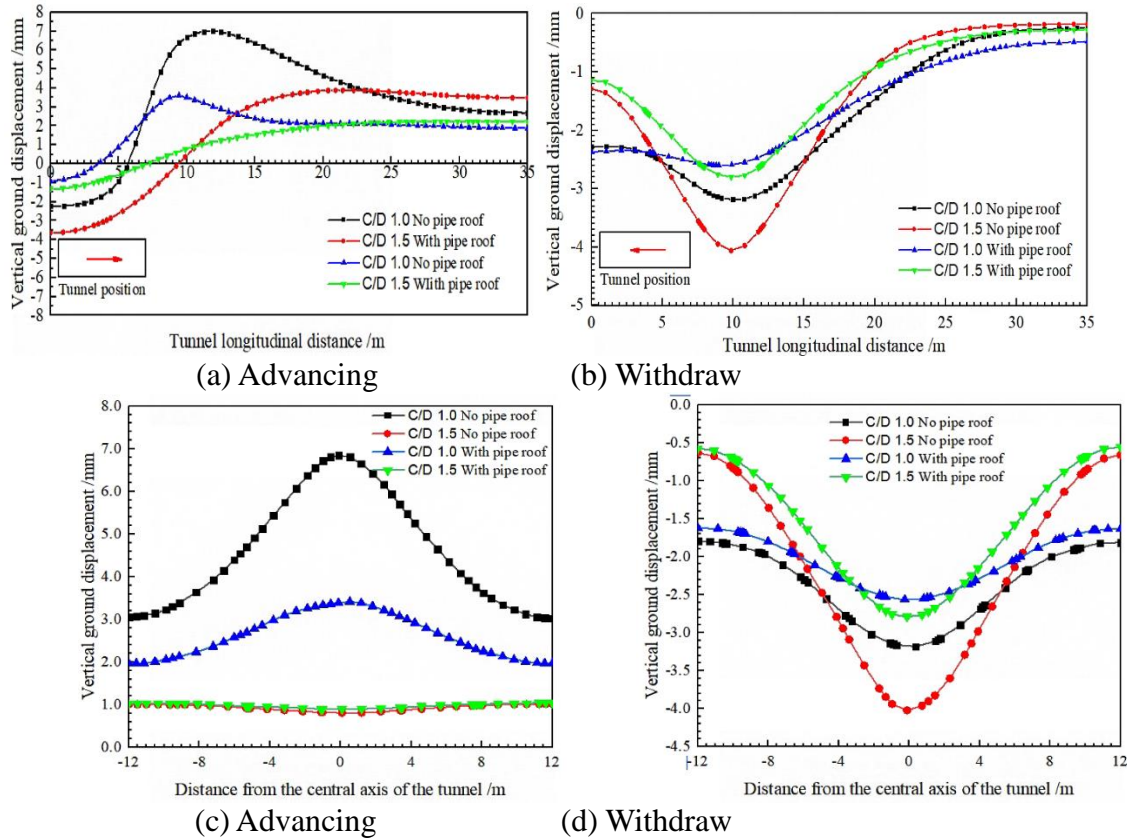 8
7
6
5
4
3
2
1
0
-1
-2
-3
-4
-5
-6
-7
-8
0 5 10 15 20 25 30 35
Vertical ground displacement /mm
C/D 1.0 No pipe roof
C/D 1.5 With pipe roof
C/D 1.0 No pipe roof
C/D 1.5 Wlith pipe roof
Tunnel position
Tunnel longitudinal distance /m
(a) Advancing
0
-1
-2
-3
-4
-5
0 5 10 15 20 25 30 35
Vertical ground displacement /mm
C/D 1.0 No pipe roof
C/D 1.5 No pipe roof
C/D 1.0 With pipe roof
C/D 1.5 With pipe roof
Tunnel position
Tunnel longitudinal distance /m
(b) Withdraw
8.0
7.0
6.0
5.0
4.0
3.0
2.0
1.0
0.0
-12 -8 -4 0 4 8 12
Vertical ground displacement /mm
C/D 1.0 No pipe roof
C/D 1.5 No pipe roof
C/D 1.0 With pipe roof
C/D 1.5 With pipe roof
Distance from the central axis of the tunnel /m
(c) Advancing
0.0
-0.5
-1.0
-1.5
-2.0
-2.5
-3.0
-3.5
-4.0
-4.5
-12 -8 -4 0 4 8 12
Vertical ground displacement /mm
C/D 1.0 No pipe roof
C/D 1.5 No pipe roof
C/D 1.0 With pipe roof
C/D 1.5 With pipe roof
Distance from the central axis of the tunnel /m
(d) Withdraw